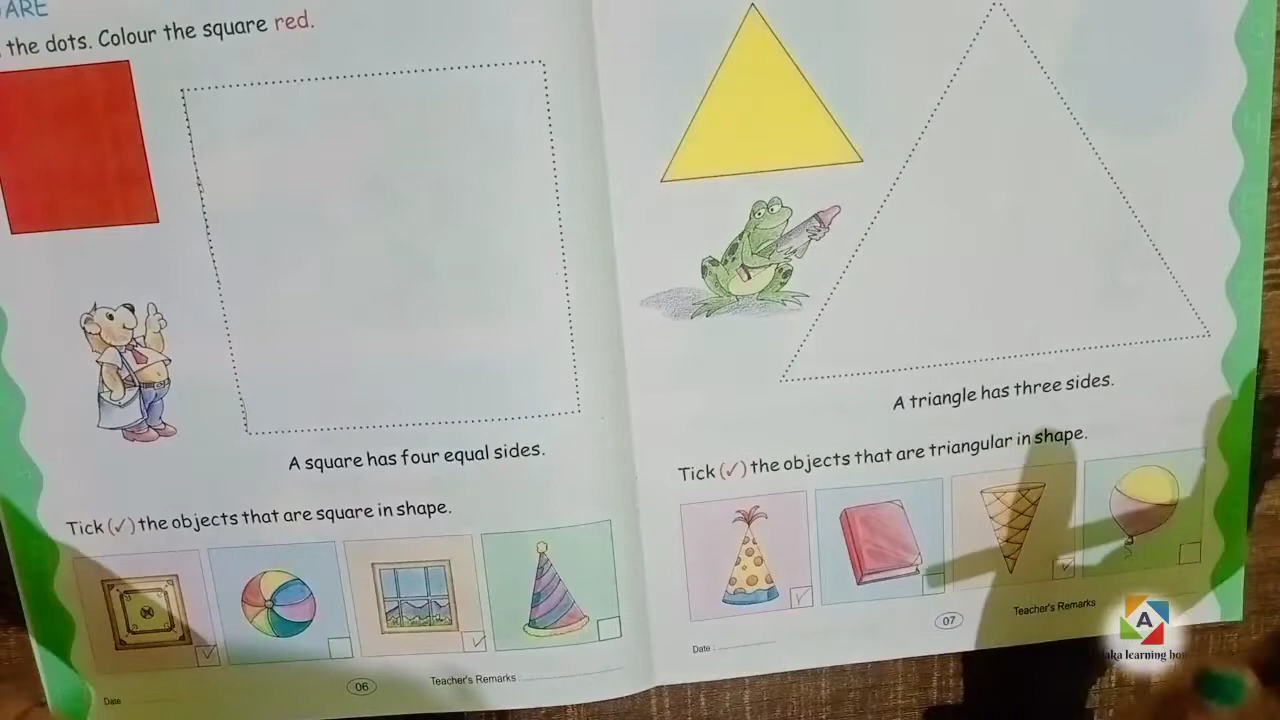 ARE
the dots. Colour the square red.
A square has four equal sides.
Tick (✓) the objects that are square in shape.
Date
06
Teacher's Remarks
A triangle has three sides.
Tick (✓) the objects that are triangular in shape.
Date :
07
Teacher's Remarks
A
aka learning